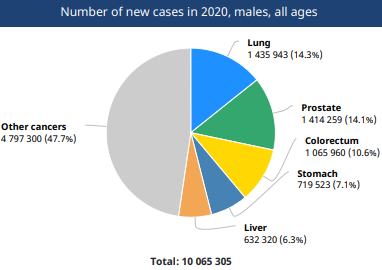 Number of new cases in 2020, males, all ages
Lung
1 435 943 (14.3%)
Prostate
1 414 259 (14.1%)
Colorectum
1 065 960 (10.6%)
Stomach
719 523 (7.1%)
Liver
632 320 (6.3%)
Other cancers
4 797 300 (47.7%)
Total: 10 065 305